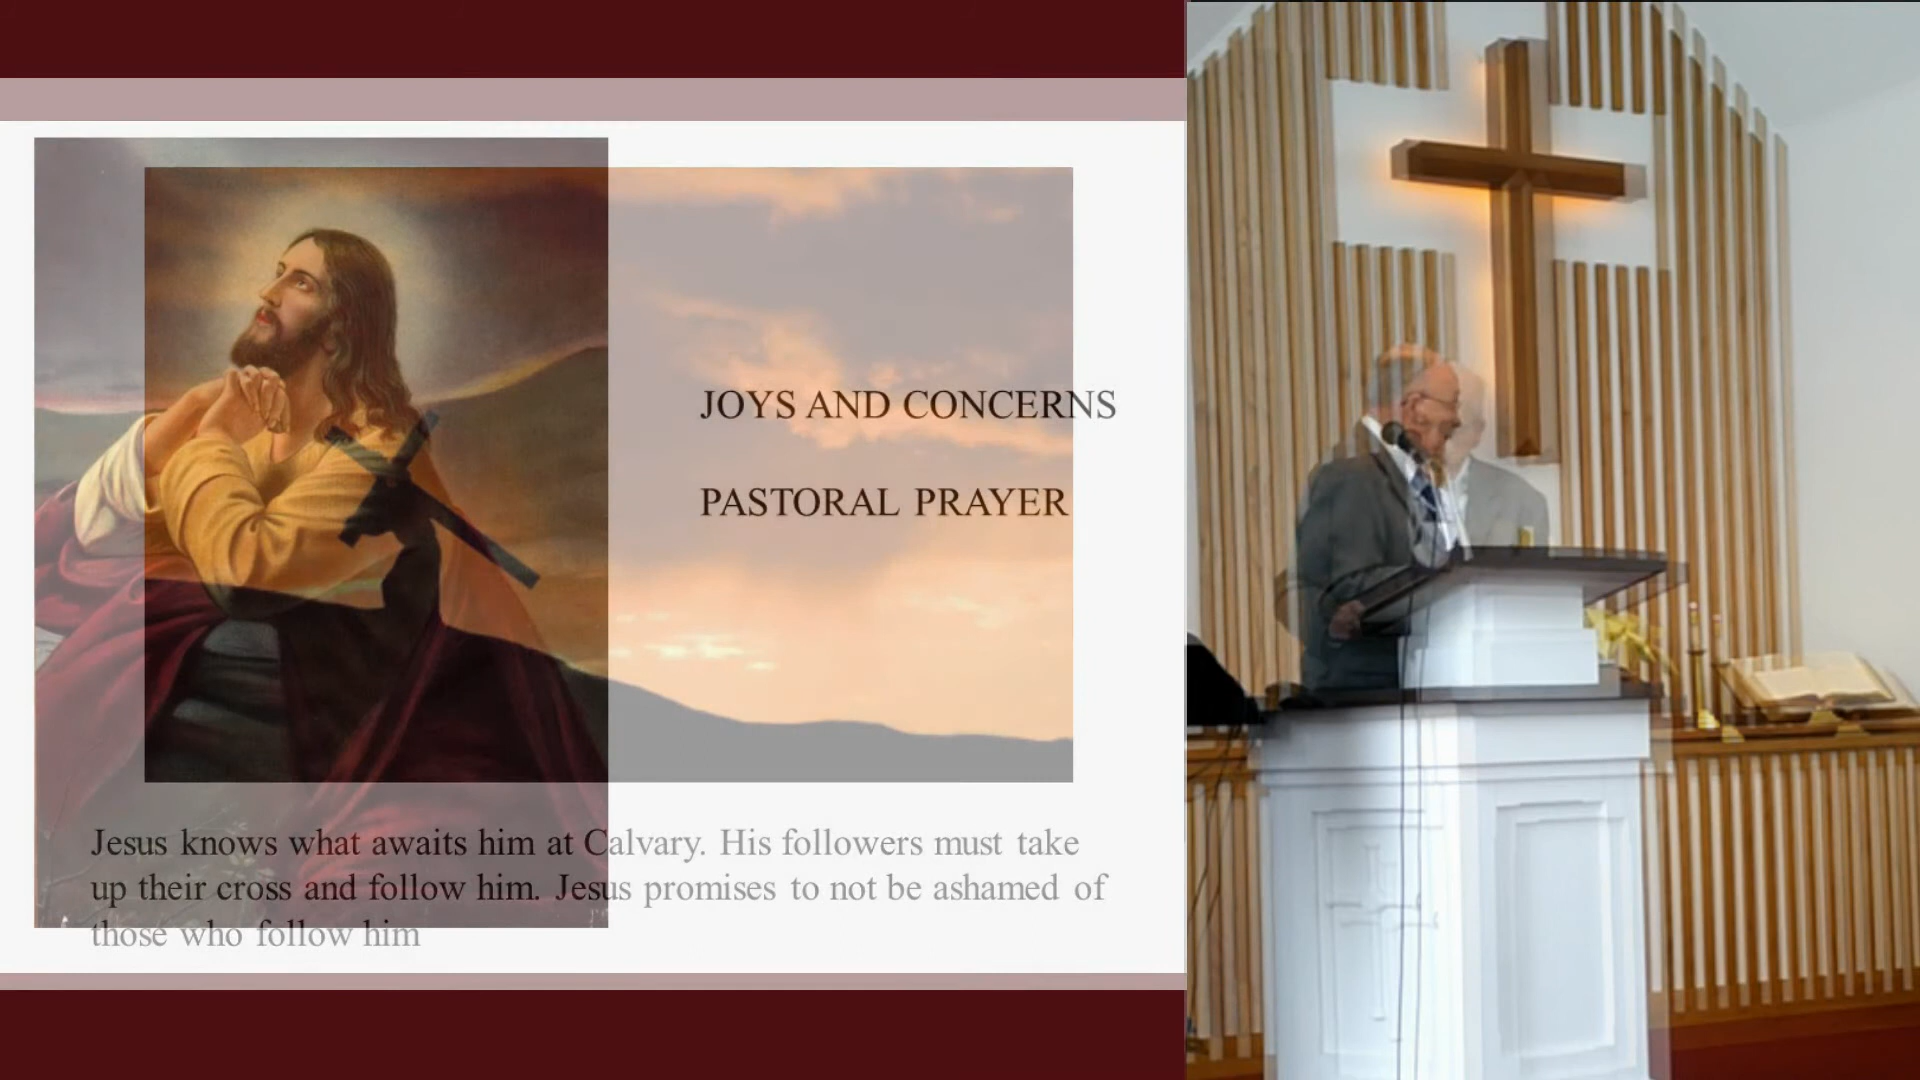 JOYS AND CONCERNS
PASTORAL PRAYER
Jesus knows what awaits him at Calvary. His followers must take
up their cross and follow him. Jesus promises to not be ashamed of
those who follow him